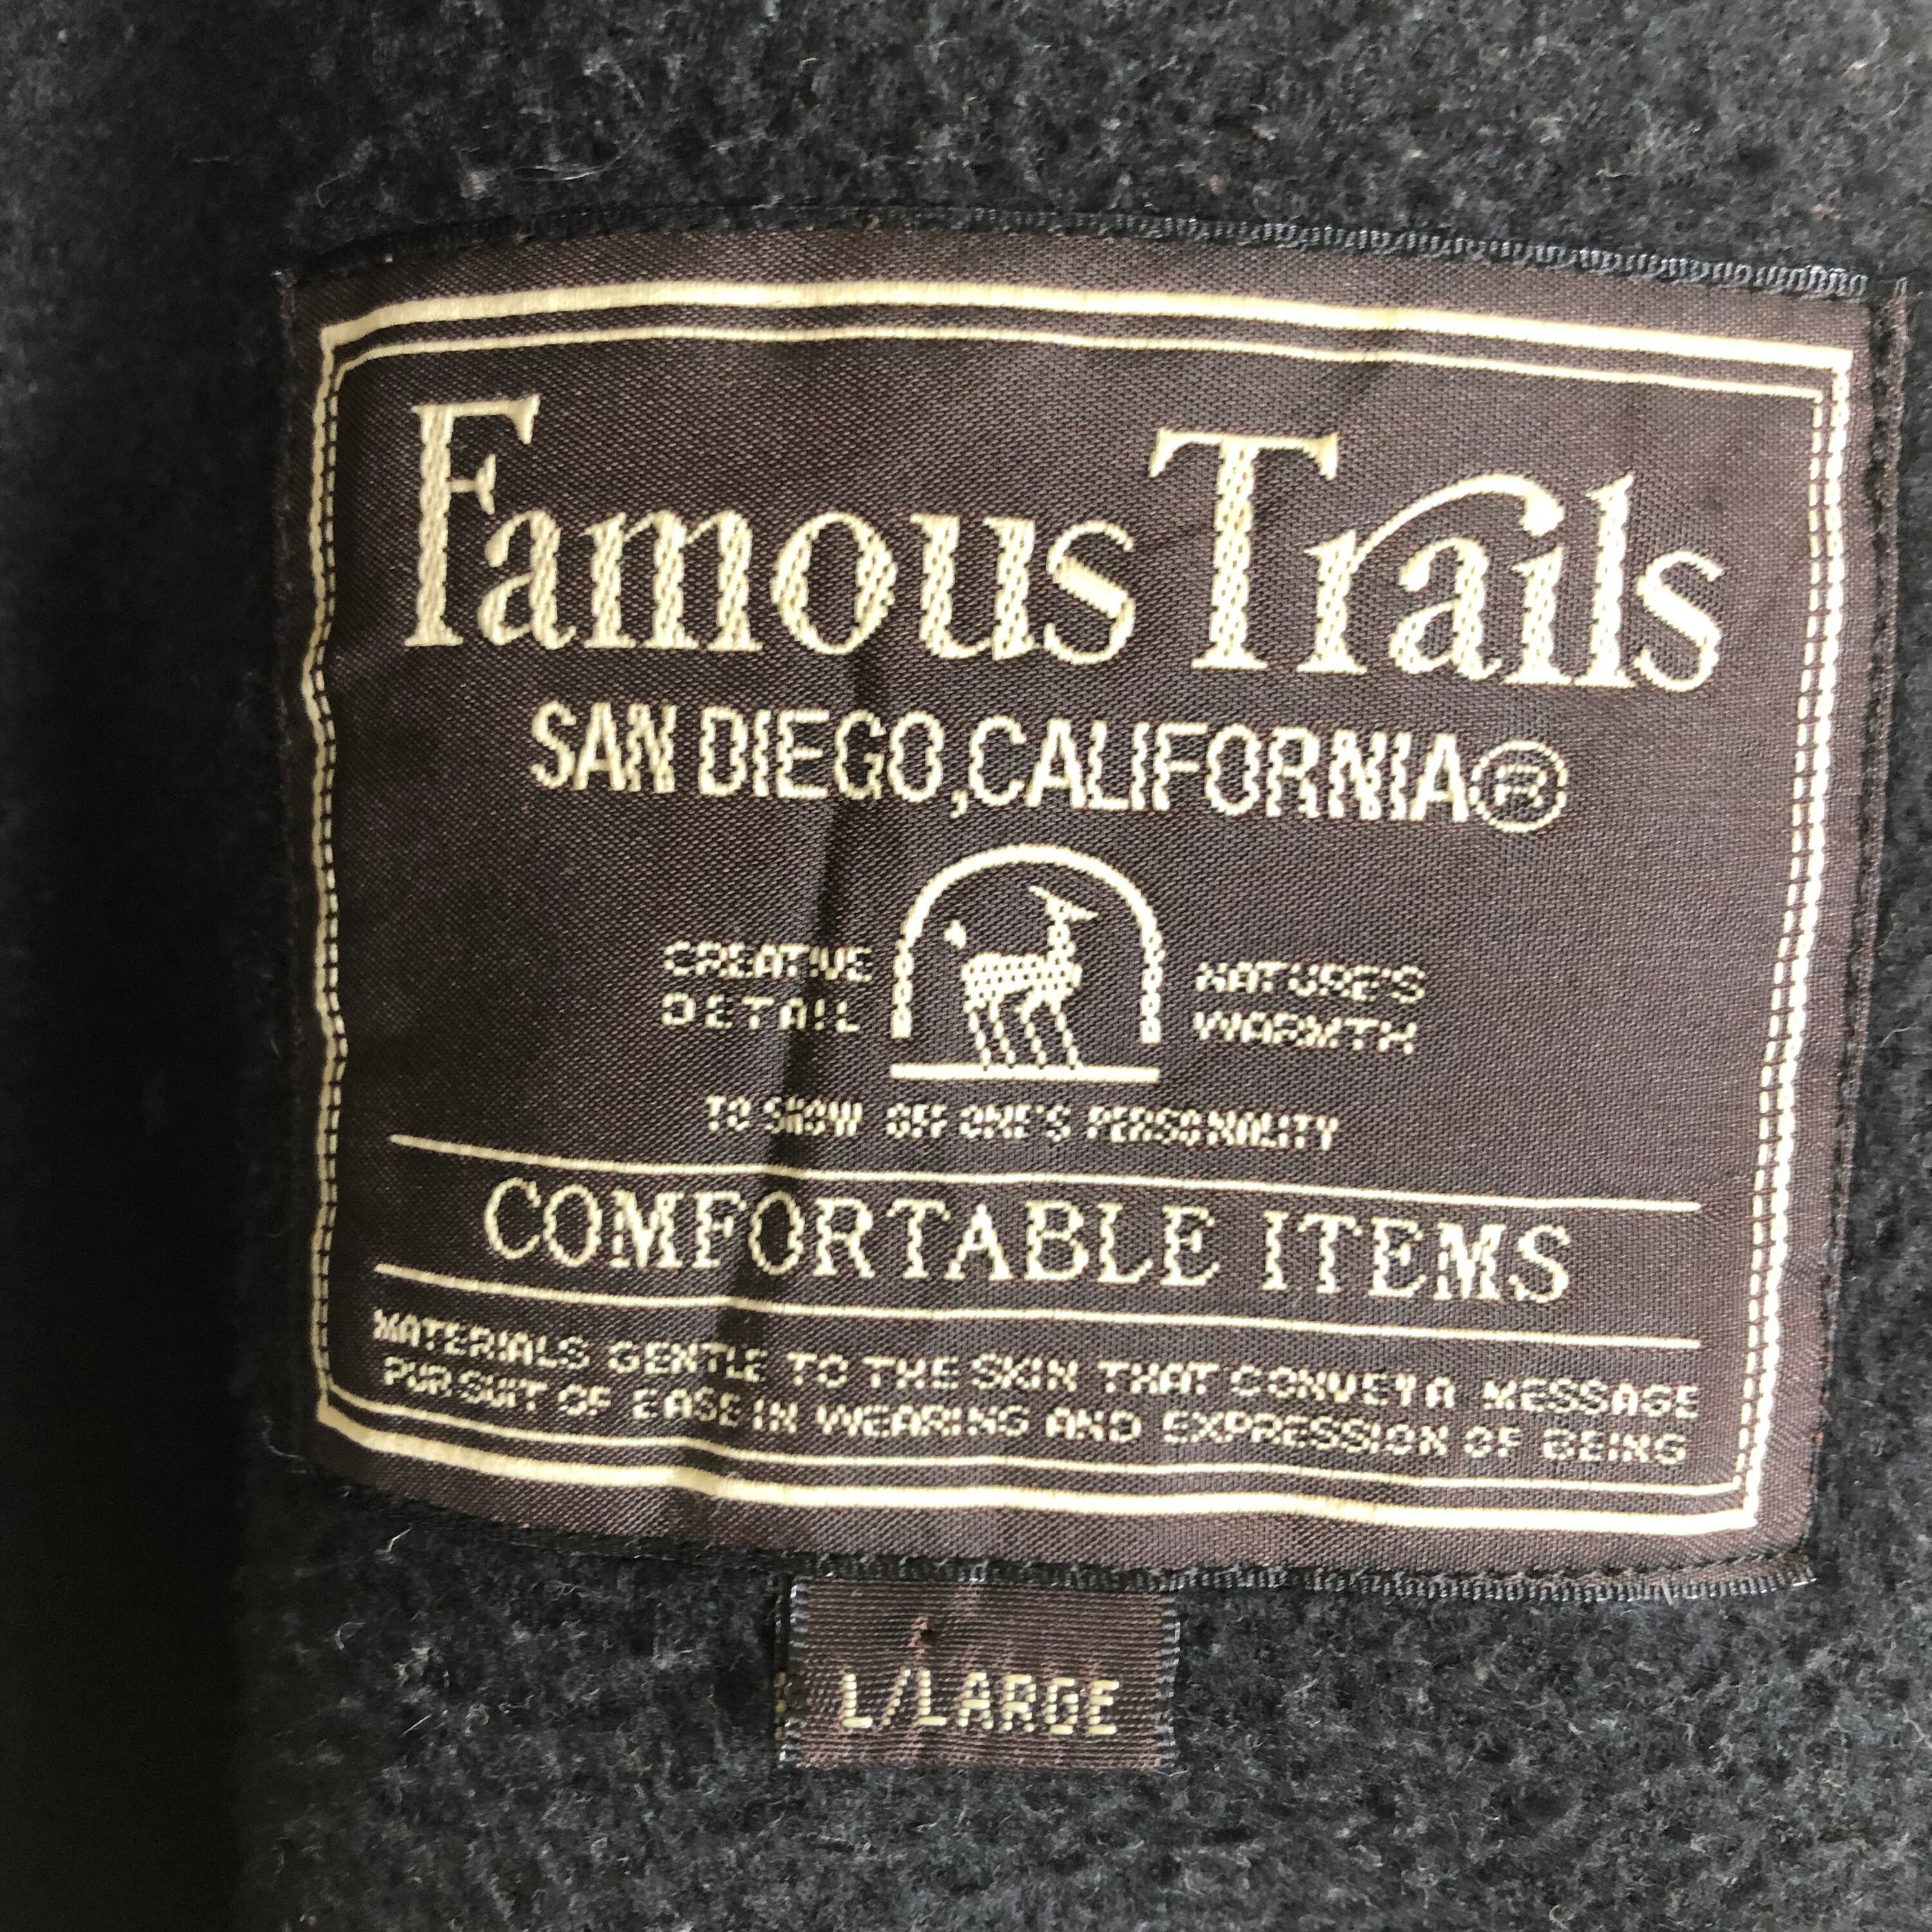 Famous Trails
SAN DIEGO, CALIFORNIA®
CREATIVE
DETAIL
NATURE'S
WARMTH
TO SHOW OFF ONE'S PERSONALITY
COMFORTABLE ITEMS
MATERIALS GENTLE TO THE SKIN THAT CONVEY A MESSAGE
PURSUIT OF EASE IN WEARING AND EXPRESSION OF BEING
L/LARGE